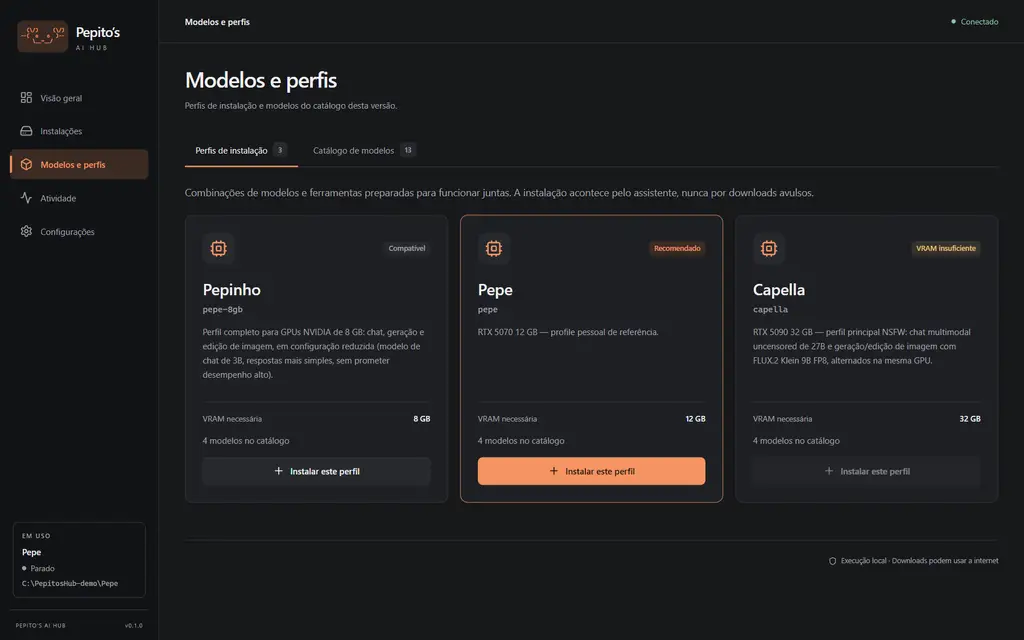 Pepito's
AI HUB
Visão geral
Instalações
Modelos e perfis
Atividade
Configurações
EM USO
Pepe
Parado
C:\PepitosHub-demo\Pepe
PEPITO'S AI HUB
v0.1.0
Modelos e perfis
Conectado
Modelos e perfis
Perfis de instalação e modelos do catálogo desta versão.
Perfis de instalação 3
Catálogo de modelos 13
Combinações de modelos e ferramentas preparadas para funcionar juntas. A instalação acontece pelo assistente, nunca por downloads avulsos.
Compatível
Pepinho
pepe-8gb
Perfil completo para GPUs NVIDIA de 8 GB: chat, geração e
edição de imagem, em configuração reduzida (modelo de
chat de 3B, respostas mais simples, sem prometer
desempenho alto).
VRAM necessária 8 GB
4 modelos no catálogo
+ Instalar este perfil
Recomendado
Pepe
pepe
RTX 5070 12 GB — profile pessoal de referência.
VRAM necessária 12 GB
4 modelos no catálogo
+ Instalar este perfil
VRAM insuficiente
Capella
capella
RTX 5090 32 GB — perfil principal NSFW: chat multimodal
uncensored de 27B e geração/edição de imagem com
FLUX.2 Klein 9B FP8, alternados na mesma GPU.
VRAM necessária 32 GB
4 modelos no catálogo
+ Instalar este perfil
Execução local · Downloads podem usar a internet